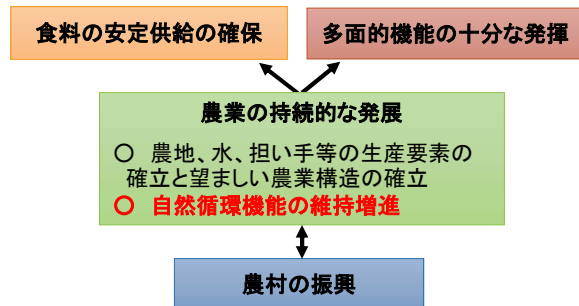 食料の安定供給の確保
多面的機能の十分な発揮
農業の持続的な発展
○ 農地、水、担い手等の生産要素の
確立と望ましい農業構造の確立
○ 自然循環機能の維持増進
農村の振興